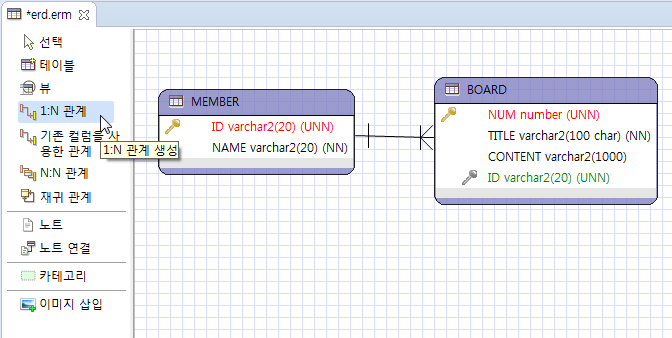 *erd.erm
선택
테이블
뷰
1:N 관계
기존 컬럼을 사
용한 관계
1:N 관계 생성
N:N 관계
재귀 관계
노트
노트 연결
카테고리
이미지 삽입
MEMBER
ID varchar2(20) (UNN)
NAME varchar2(20) (NN)
BOARD
NUM number (UNN)
TITLE varchar2(100 char) (NN)
CONTENT varchar2(1000)
ID varchar2(20) (UNN)